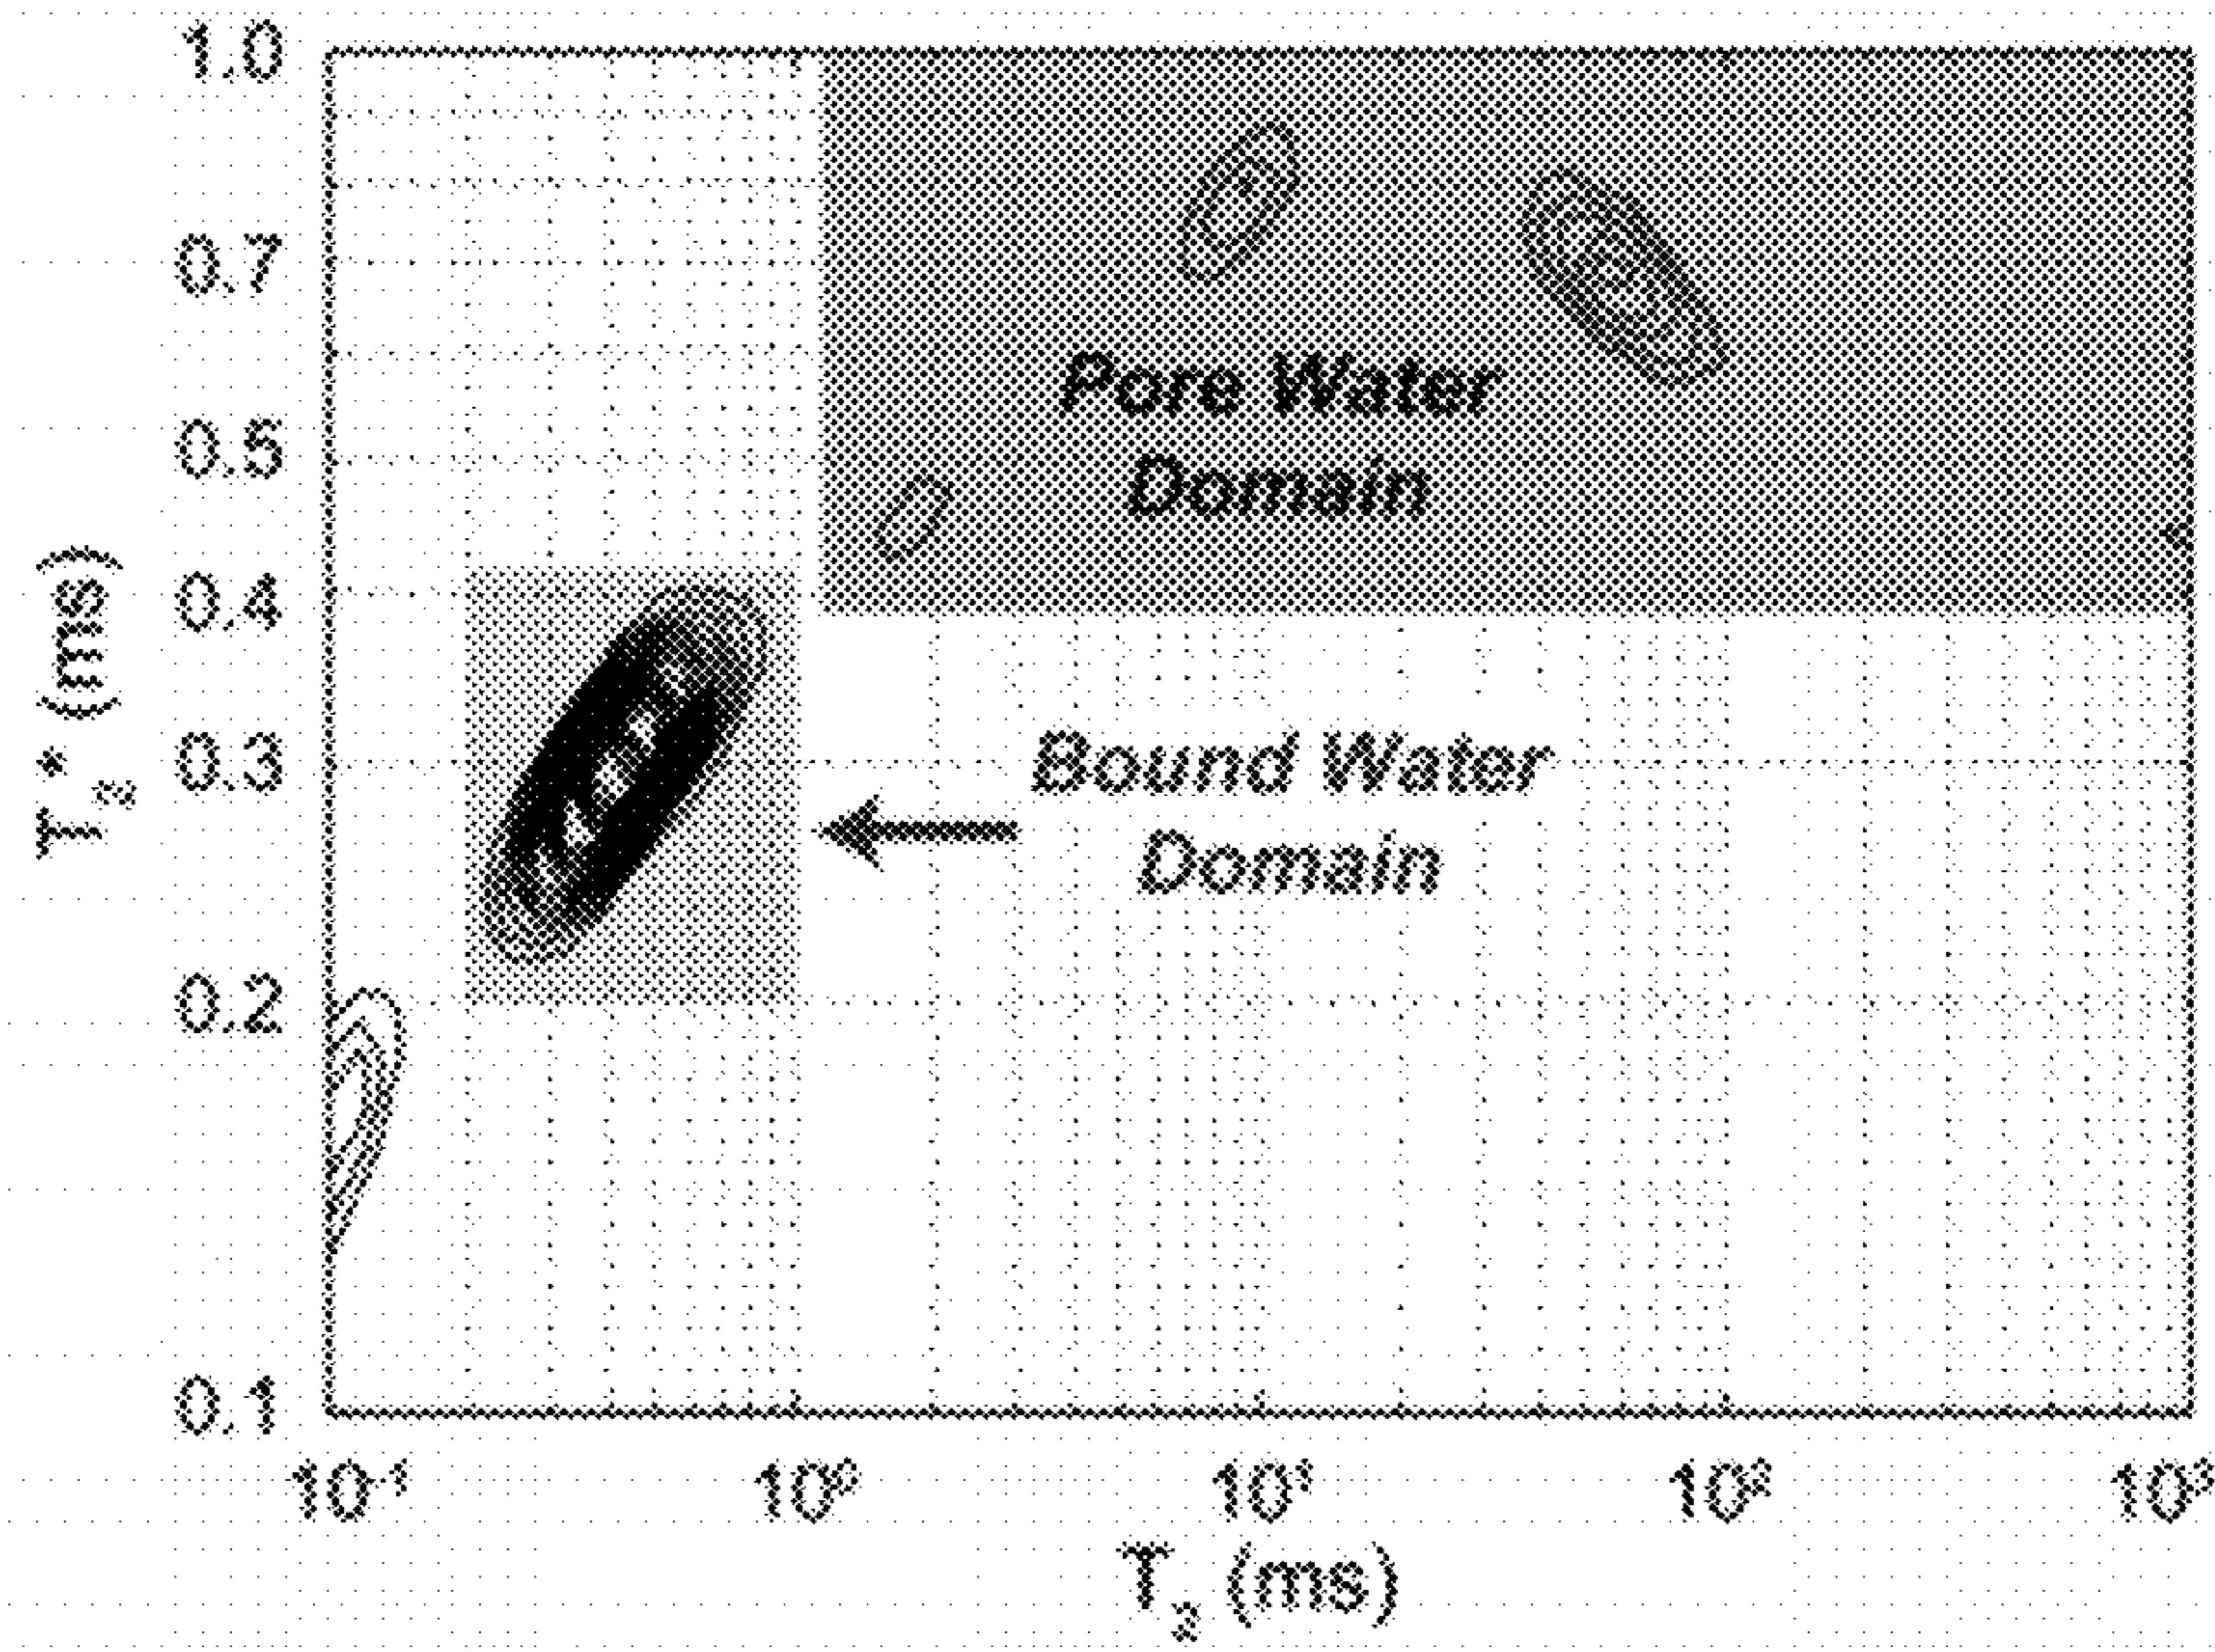 1.0
0.7
0.5
0.4
0.3
0.2
0.1
T₂* (ms)
Pore Water
Domain
Bound Water
Domain
10⁻¹ 10⁰ 10¹ 10² 10³
T₂ (ms)